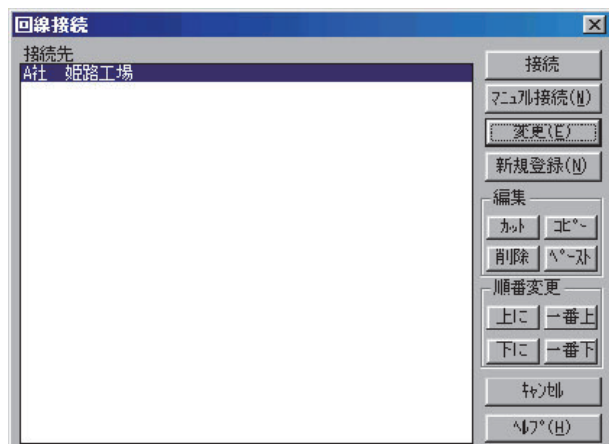 回線接続
接続先
A社 姫路工場
接続
ﾏﾆｭｱﾙ接続(N)
変更(E)
新規登録(N)
編集
ｶｯﾄ ｺﾋﾟｰ
削除 ﾍﾟｰｽﾄ
順番変更
上に 一番上
下に 一番下
ｷｬﾝｾﾙ
ﾍﾙﾌﾟ(H)